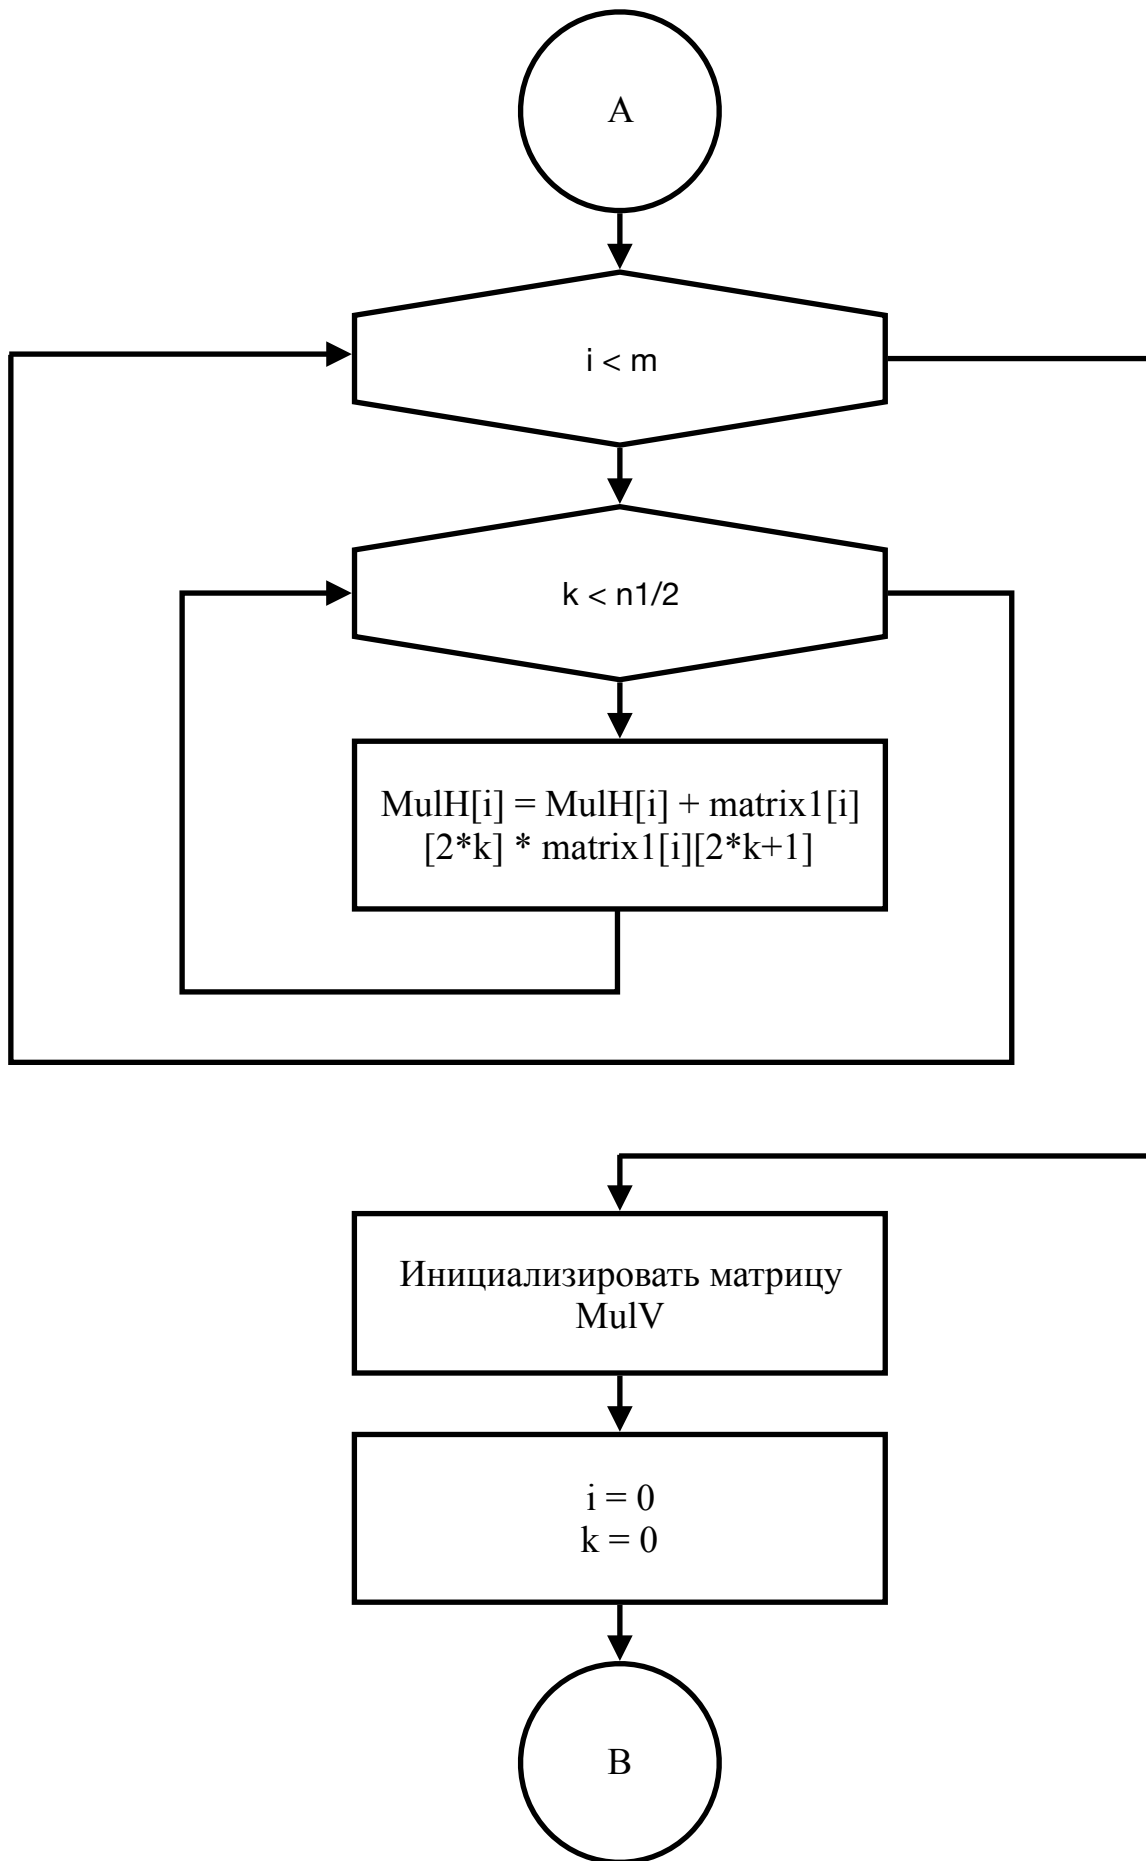 A
i < m
k < n1/2
MulH[i] = MulH[i] + matrix1[i]
[2*k] * matrix1[i][2*k+1]
Инициализировать матрицу
MulV
i = 0
k = 0
B